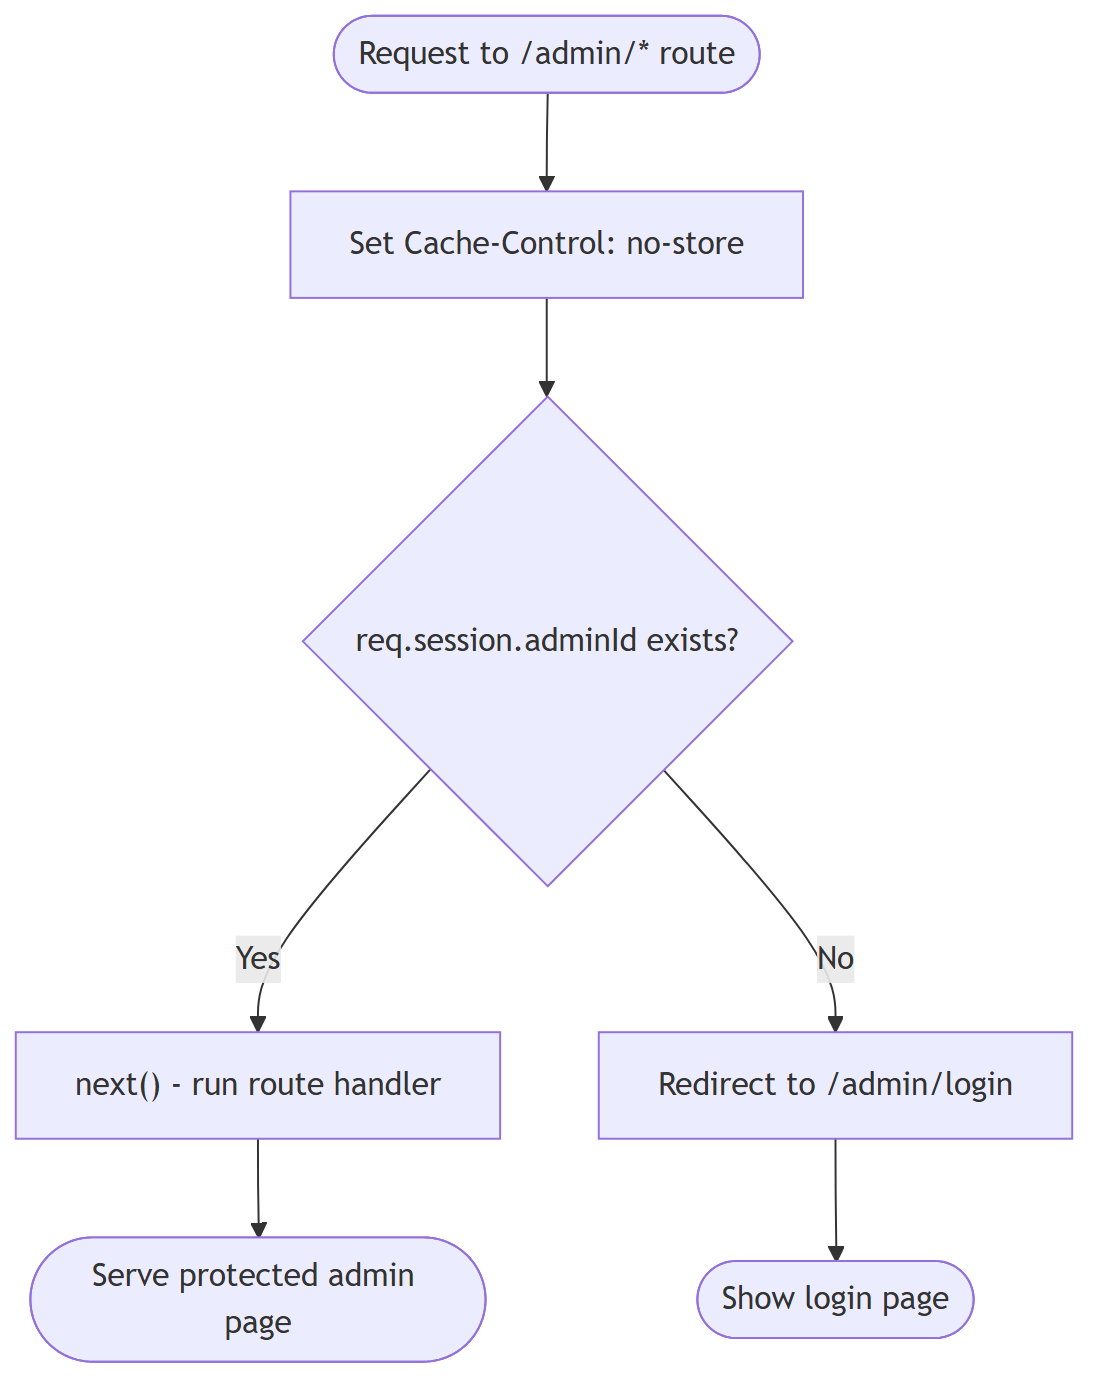 Request to /admin/* route
Set Cache-Control: no-store
req.session.adminId exists?
Yes
No
next() - run route handler
Redirect to /admin/login
Serve protected admin
page
Show login page